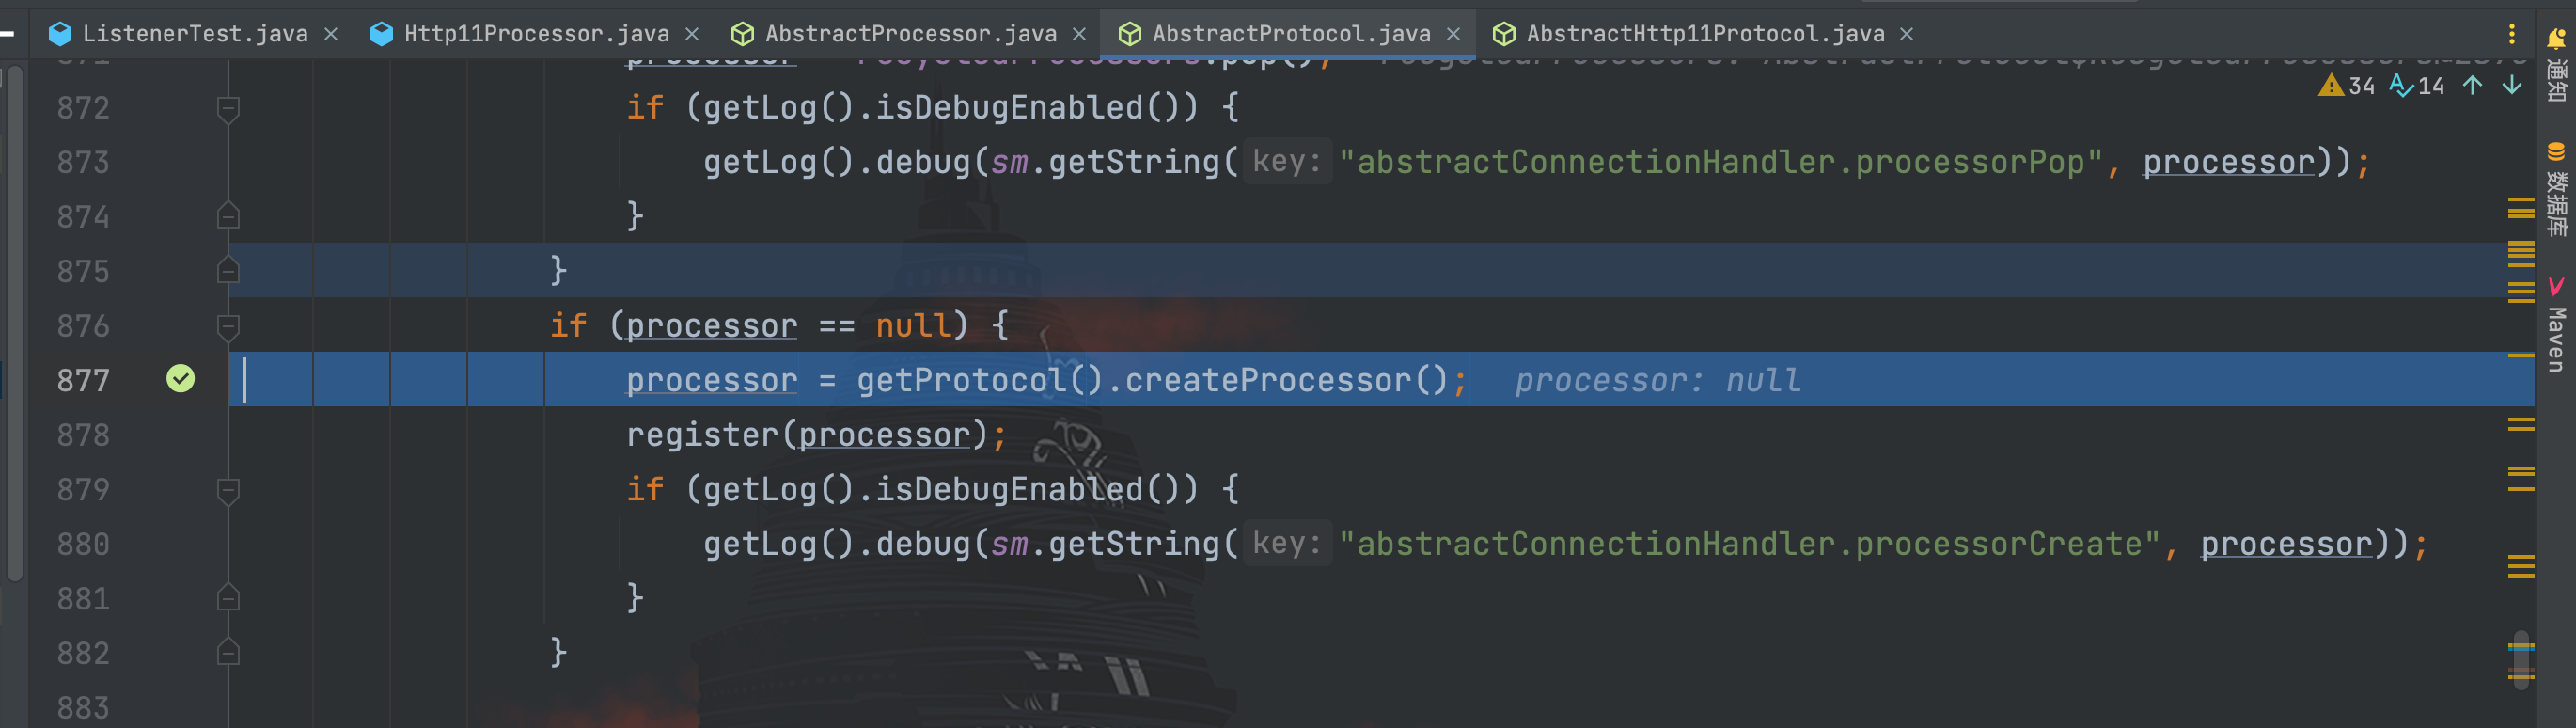 ListenerTest.java × Http11Processor.java × AbstractProcessor.java × AbstractProtocol.java × AbstractHttp11Protocol.java ×
34 14
872 if (getLog().isDebugEnabled()) {
873 getLog().debug(sm.getString( key: "abstractConnectionHandler.processorPop", processor));
874 }
875 }
876 if (processor == null) {
877 processor = getProtocol().createProcessor(); processor: null
878 register(processor);
879 if (getLog().isDebugEnabled()) {
880 getLog().debug(sm.getString( key: "abstractConnectionHandler.processorCreate", processor));
881 }
882 }
883
通知
数据库
Maven